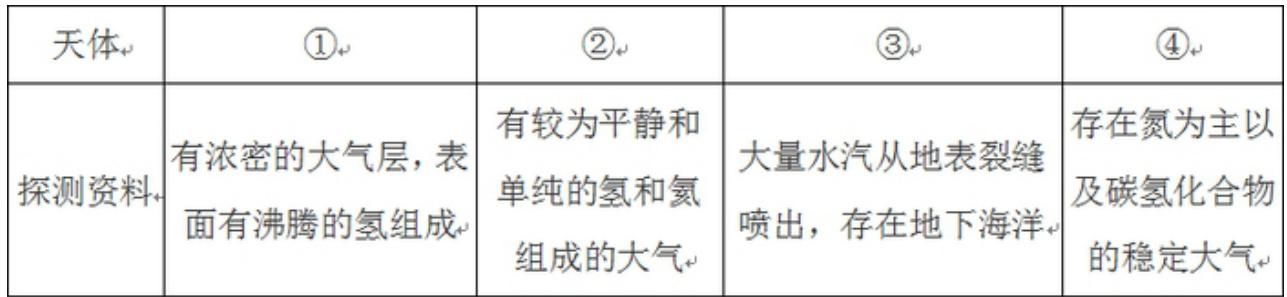 天体 ① ② ③ ④
探测资料
有浓密的大气层，表
面有沸腾的氢组成
有较为平静和
单纯的氢和氦
组成的大气
大量水汽从地表裂缝
喷出，存在地下海洋
存在氮为主以
及碳氢化合物
的稳定大气